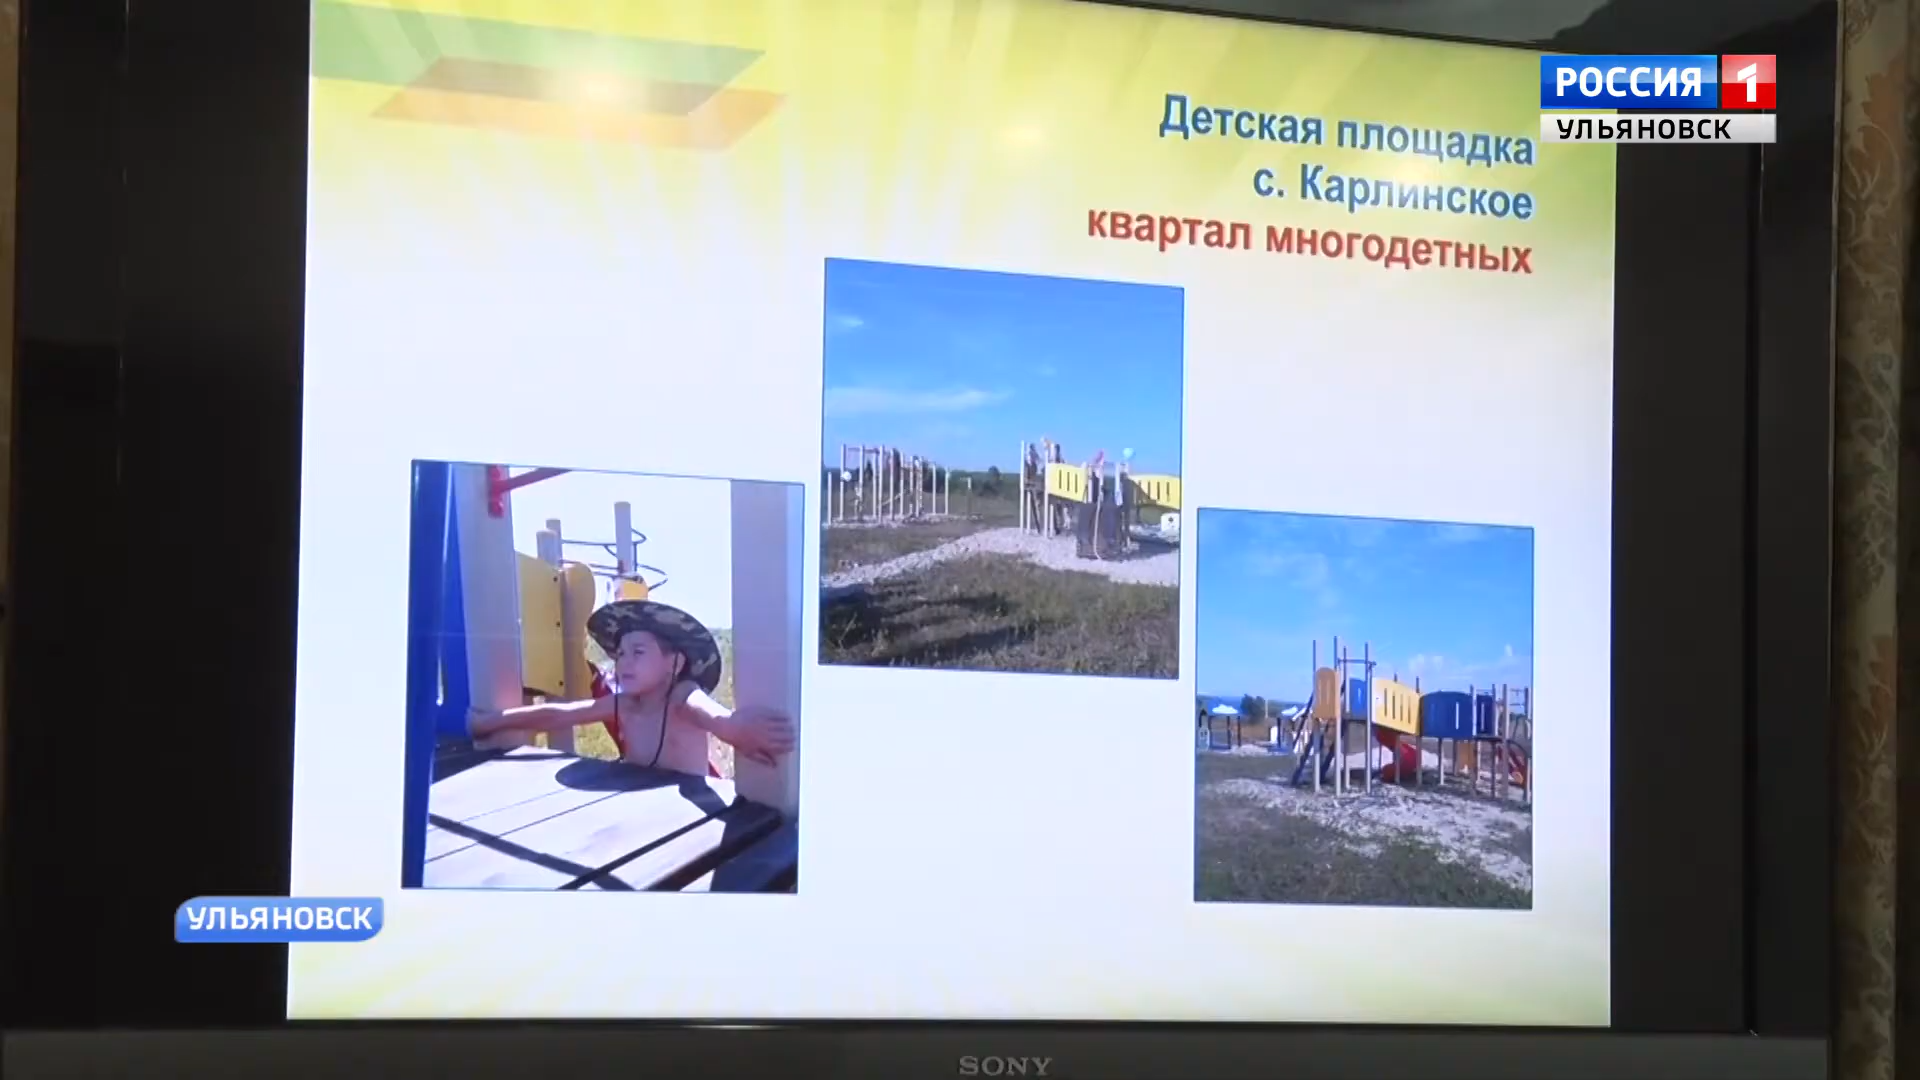 РОССИЯ 1
УЛЬЯНОВСК
Детская площадка
с. Карлинское
квартал многодетных
УЛЬЯНОВСК
SONY